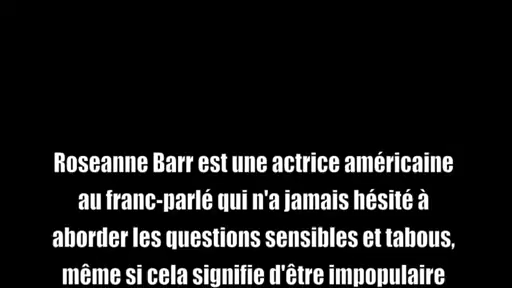 Roseanne Barr est une actrice américaine
au franc-parlé qui n'a jamais hésité à
aborder les questions sensibles et tabous,
même si cela signifie d'être impopulaire